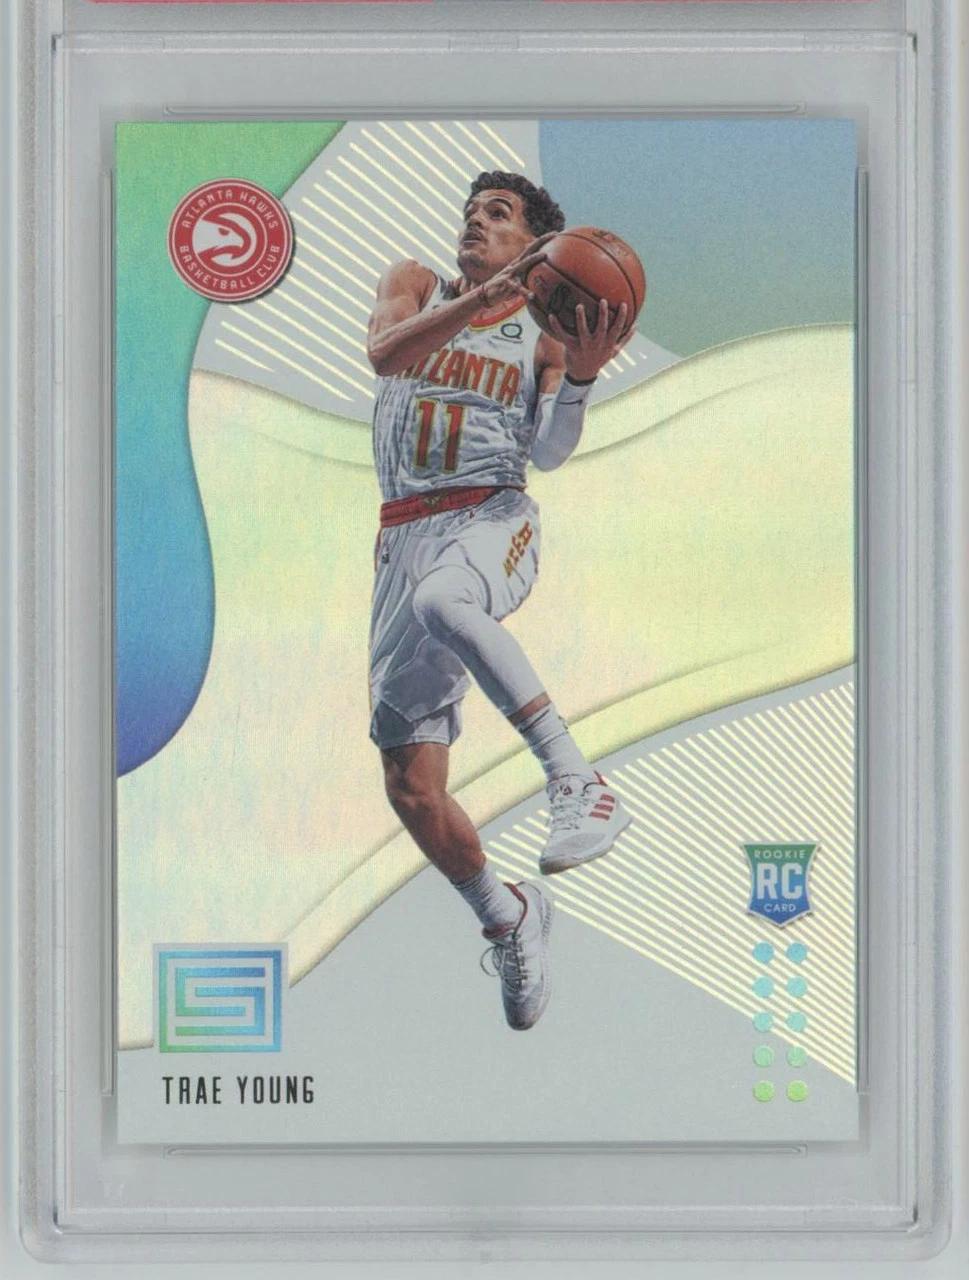 ATLANTA HAWKS
BASKETBALL CLUB
ATLANTA
11
ROOKIE
RC
CARD
TRAE YOUNG